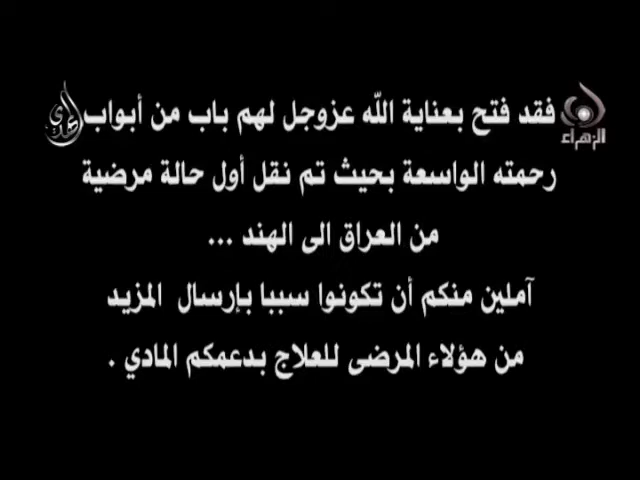 فقد فتح بعناية الله عزوجل لهم باب من أبواب
رحمته الواسعة بحيث تم نقل أول حالة مرضية
من العراق الى الهند ...
آملين منكم أن تكونوا سببا بإرسال المزيد
من هؤلاء المرضى للعلاج بدعمكم المادي .
الزهراء